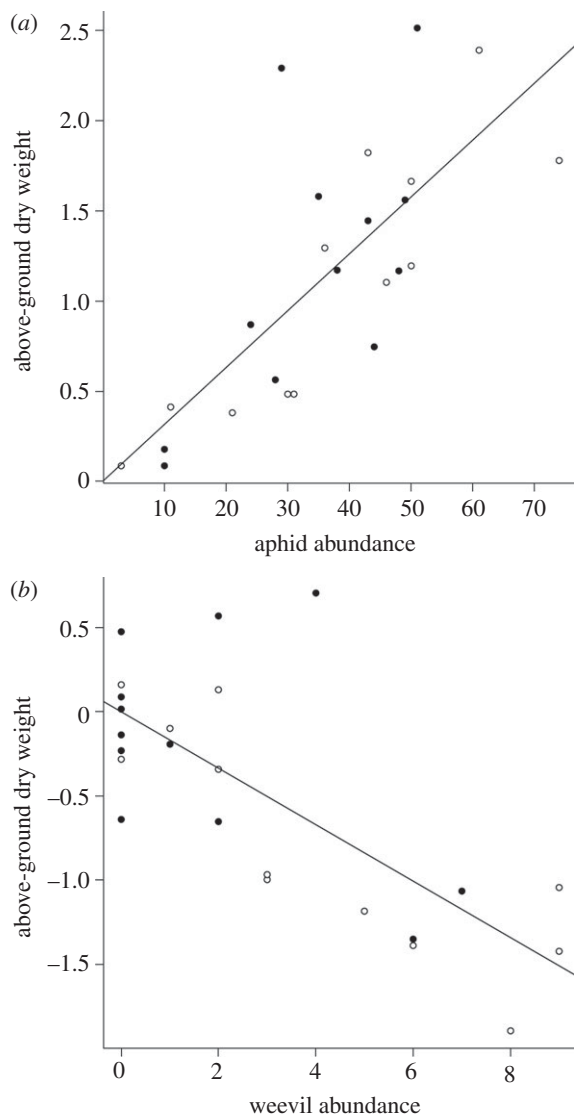 (a)
2.5
2.0
1.5
1.0
0.5
0
above-ground dry weight
10 20 30 40 50 60 70
aphid abundance
(b)
0.5
0
–0.5
–1.0
–1.5
above-ground dry weight
0 2 4 6 8
weevil abundance